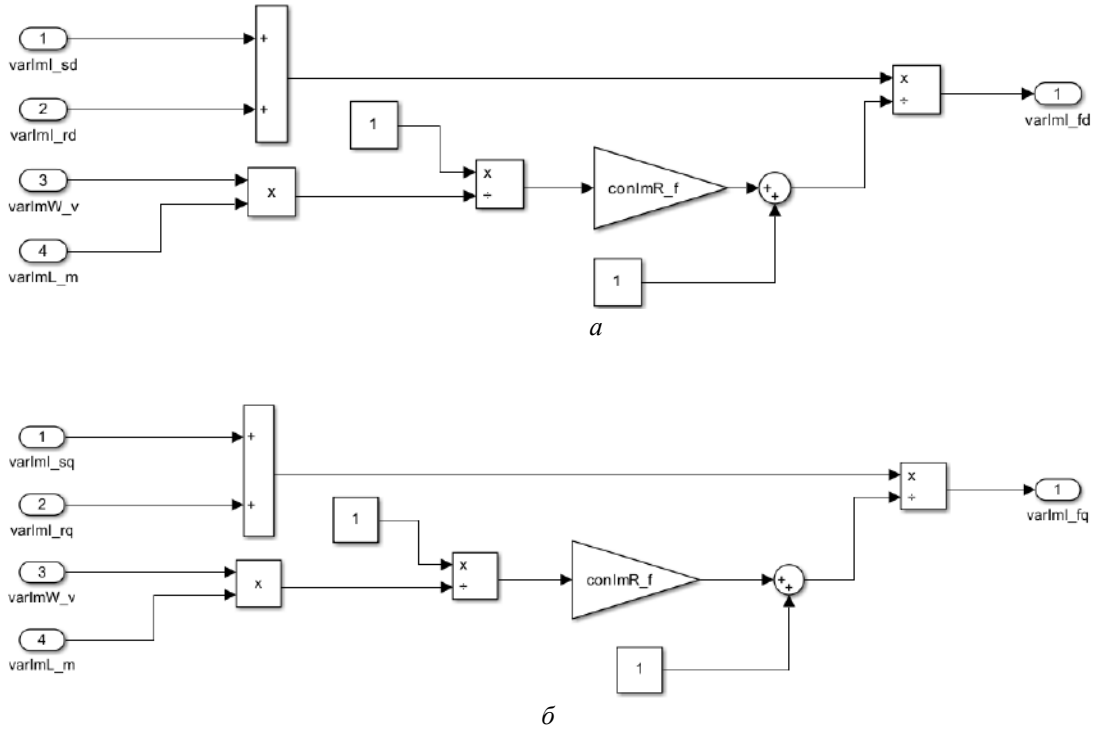 1
varImI_sd
+
2
varImI_rd
+
3
varImW_v
4
varImL_m
x
1
x
÷
conImR_f
+
+
1
x
÷
1
varImI_fd
а
1
varImI_sq
+
2
varImI_rq
+
3
varImW_v
4
varImL_m
x
1
x
÷
conImR_f
+
+
1
x
÷
1
varImI_fq
б